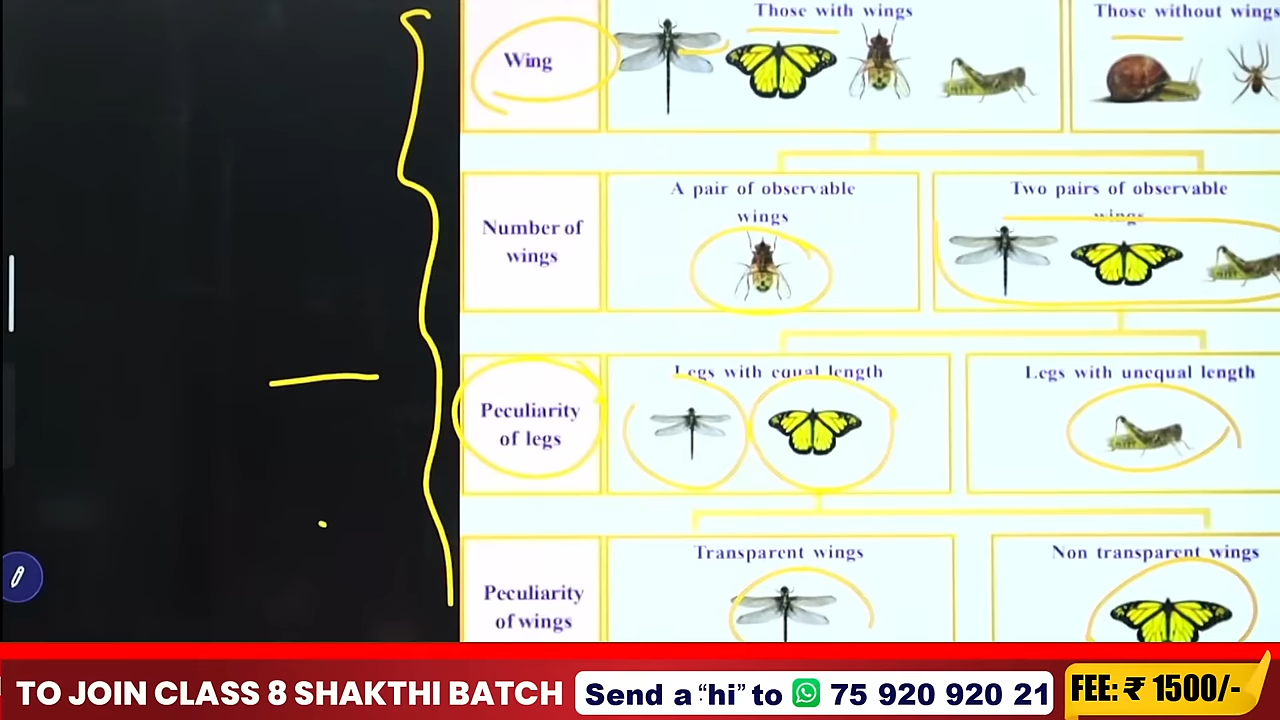 Those with wings
Those without wings
Wing
A pair of observable
wings
Two pairs of observable
wings
Number of
wings
Legs with equal length
Legs with unequal length
Peculiarity
of legs
Transparent wings
Non transparent wings
Peculiarity
of wings
TO JOIN CLASS 8 SHAKTHI BATCH
Send a “hi” to 75 920 920 21
FEE: ₹ 1500/-